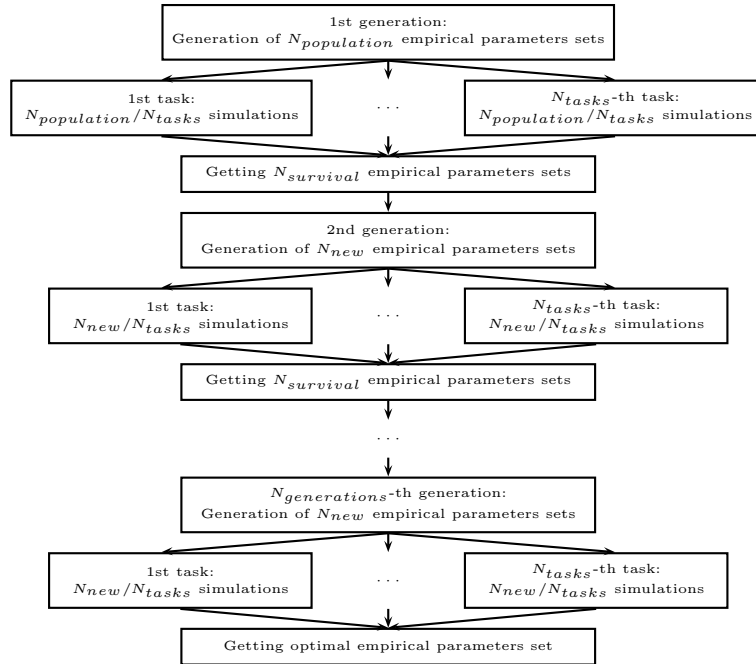 1st generation:
Generation of N_population empirical parameters sets
1st task:
N_population/N_tasks simulations
. . .
N_tasks-th task:
N_population/N_tasks simulations
Getting N_survival empirical parameters sets
2nd generation:
Generation of N_new empirical parameters sets
1st task:
N_new/N_tasks simulations
. . .
N_tasks-th task:
N_new/N_tasks simulations
Getting N_survival empirical parameters sets
. . .
N_generations-th generation:
Generation of N_new empirical parameters sets
1st task:
N_new/N_tasks simulations
. . .
N_tasks-th task:
N_new/N_tasks simulations
Getting optimal empirical parameters set